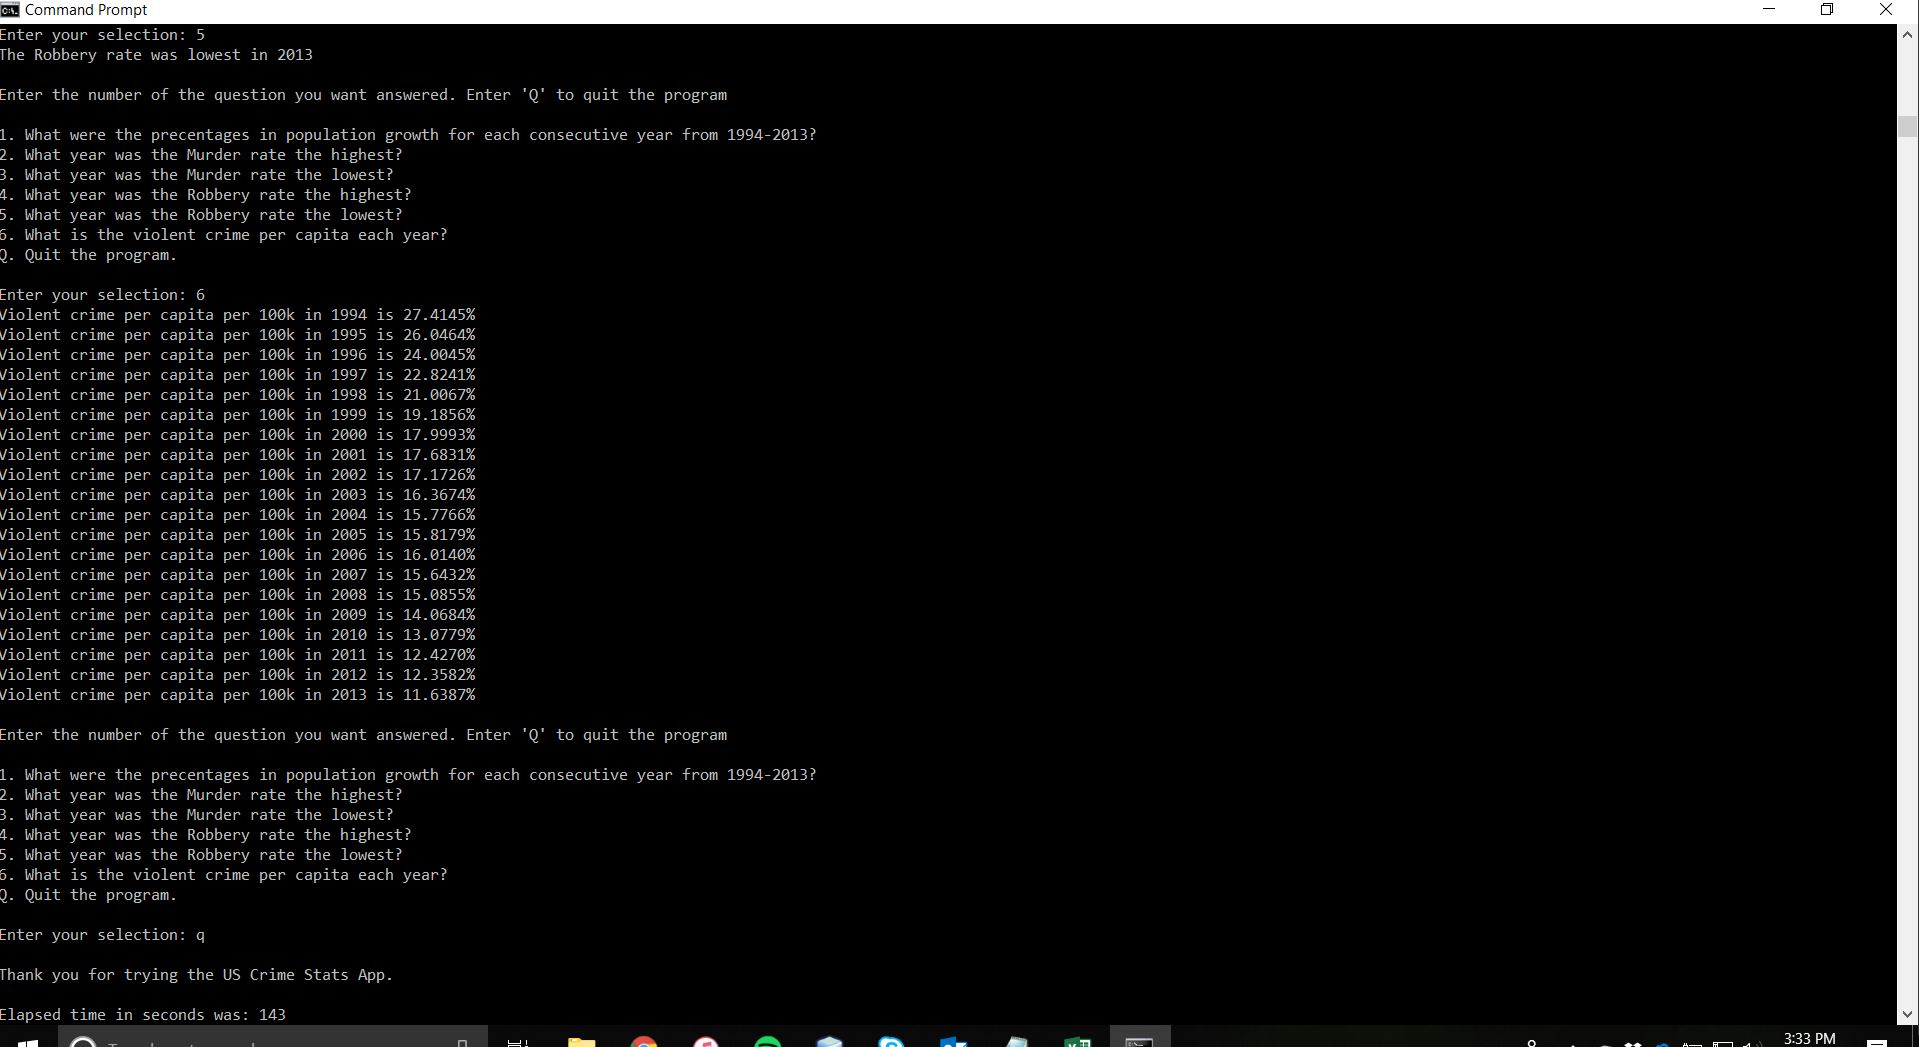 Command Prompt
Enter your selection: 5
The Robbery rate was lowest in 2013
Enter the number of the question you want answered. Enter 'Q' to quit the program
1. What were the precentages in population growth for each consecutive year from 1994-2013?
2. What year was the Murder rate the highest?
3. What year was the Murder rate the lowest?
4. What year was the Robbery rate the highest?
5. What year was the Robbery rate the lowest?
6. What is the violent crime per capita each year?
Q. Quit the program.
Enter your selection: 6
Violent crime per capita per 100k in 1994 is 27.4145%
Violent crime per capita per 100k in 1995 is 26.0464%
Violent crime per capita per 100k in 1996 is 24.0045%
Violent crime per capita per 100k in 1997 is 22.8241%
Violent crime per capita per 100k in 1998 is 21.0067%
Violent crime per capita per 100k in 1999 is 19.1856%
Violent crime per capita per 100k in 2000 is 17.9993%
Violent crime per capita per 100k in 2001 is 17.6831%
Violent crime per capita per 100k in 2002 is 17.1726%
Violent crime per capita per 100k in 2003 is 16.3674%
Violent crime per capita per 100k in 2004 is 15.7766%
Violent crime per capita per 100k in 2005 is 15.8179%
Violent crime per capita per 100k in 2006 is 16.0140%
Violent crime per capita per 100k in 2007 is 15.6432%
Violent crime per capita per 100k in 2008 is 15.0855%
Violent crime per capita per 100k in 2009 is 14.0684%
Violent crime per capita per 100k in 2010 is 13.0779%
Violent crime per capita per 100k in 2011 is 12.4270%
Violent crime per capita per 100k in 2012 is 12.3582%
Violent crime per capita per 100k in 2013 is 11.6387%
Enter the number of the question you want answered. Enter 'Q' to quit the program
1. What were the precentages in population growth for each consecutive year from 1994-2013?
2. What year was the Murder rate the highest?
3. What year was the Murder rate the lowest?
4. What year was the Robbery rate the highest?
5. What year was the Robbery rate the lowest?
6. What is the violent crime per capita each year?
Q. Quit the program.
Enter your selection: q
Thank you for trying the US Crime Stats App.
Elapsed time in seconds was: 143
3:33 PM